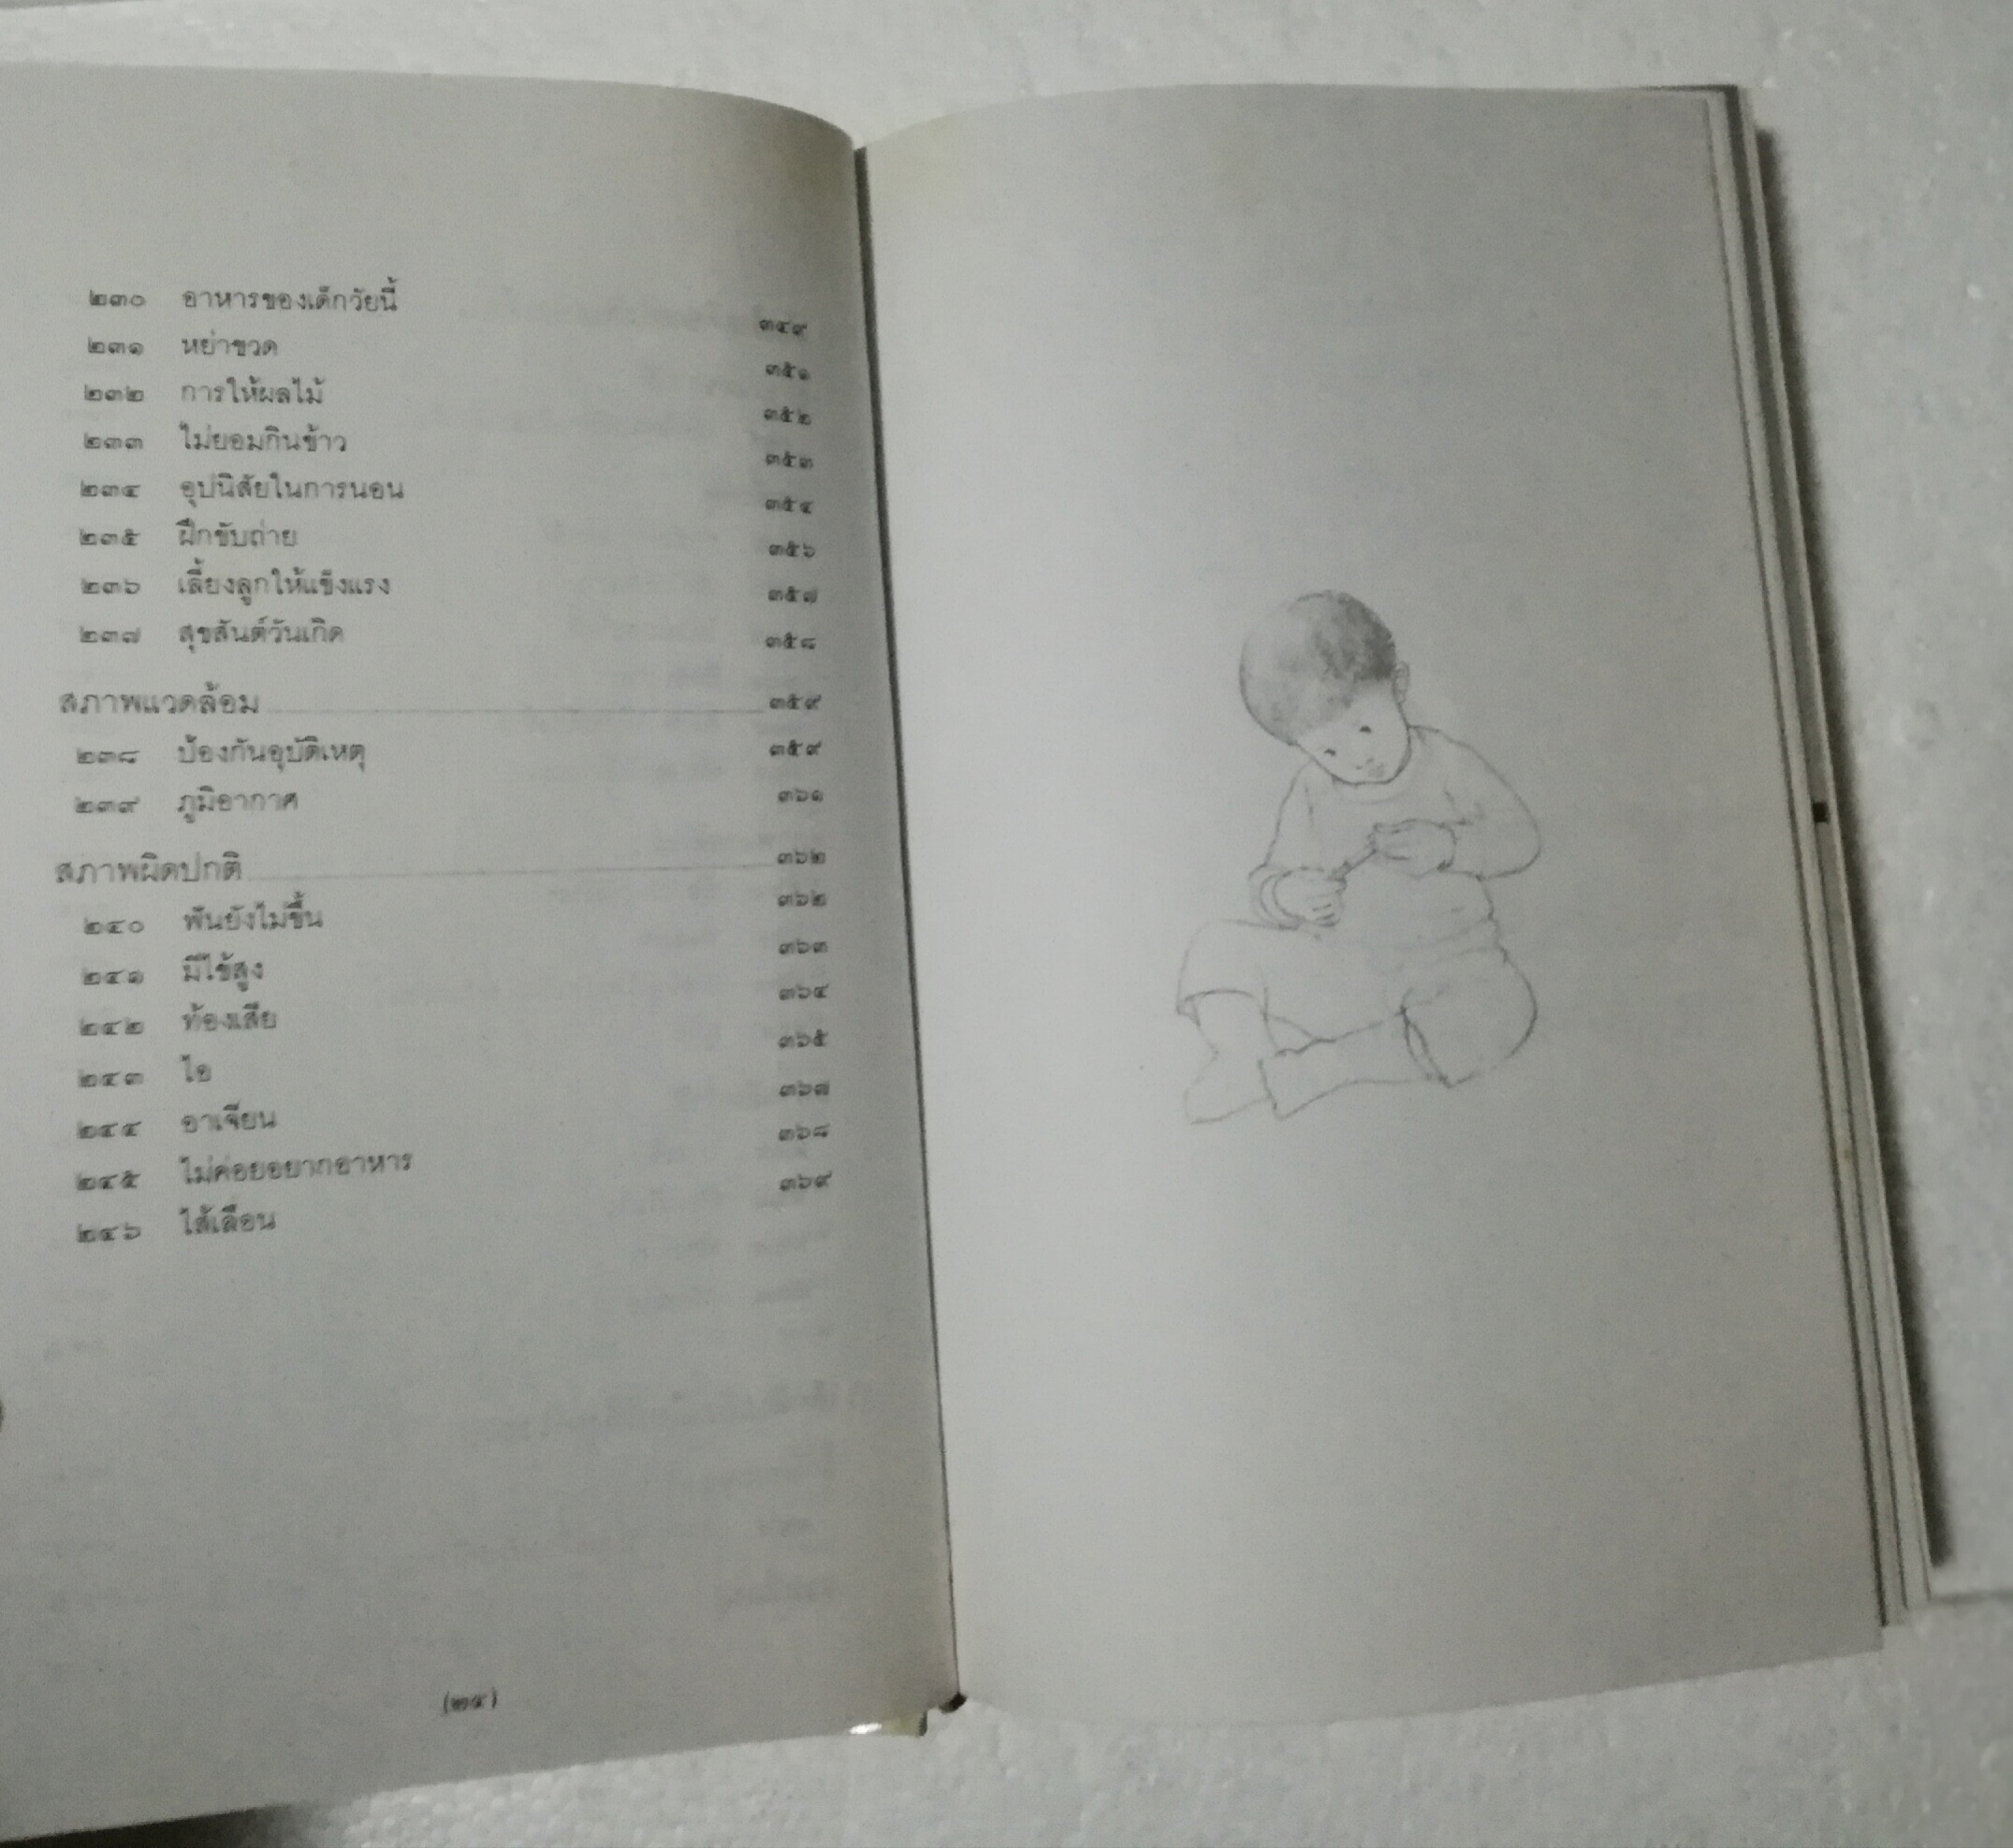 ๒๓๐ อาหารของเด็กวัยนี้ ๓๔๙
๒๓๑ หย่าขวด ๓๕๑
๒๓๒ การให้ผลไม้ ๓๕๒
๒๓๓ ไม่ยอมกินข้าว ๓๕๓
๒๓๔ อุปนิสัยในการนอน ๓๕๔
๒๓๕ ฝึกขับถ่าย ๓๕๖
๒๓๖ เลี้ยงลูกให้แข็งแรง ๓๕๗
๒๓๗ สุขสันต์วันเกิด ๓๕๘
สภาพแวดล้อม ๓๕๙
๒๓๘ ป้องกันอุบัติเหตุ ๓๕๙
๒๓๙ ภูมิอากาศ ๓๖๑
สภาพผิดปกติ ๓๖๒
๒๔๐ ฟันยังไม่ขึ้น ๓๖๒
๒๔๑ มีไข้สูง ๓๖๓
๒๔๒ ท้องเสีย ๓๖๔
๒๔๓ ไอ ๓๖๕
๒๔๔ อาเจียน ๓๖๗
๒๔๕ ไม่ค่อยอยากอาหาร ๓๖๘
๒๔๖ ไส้เลื่อน ๓๖๙